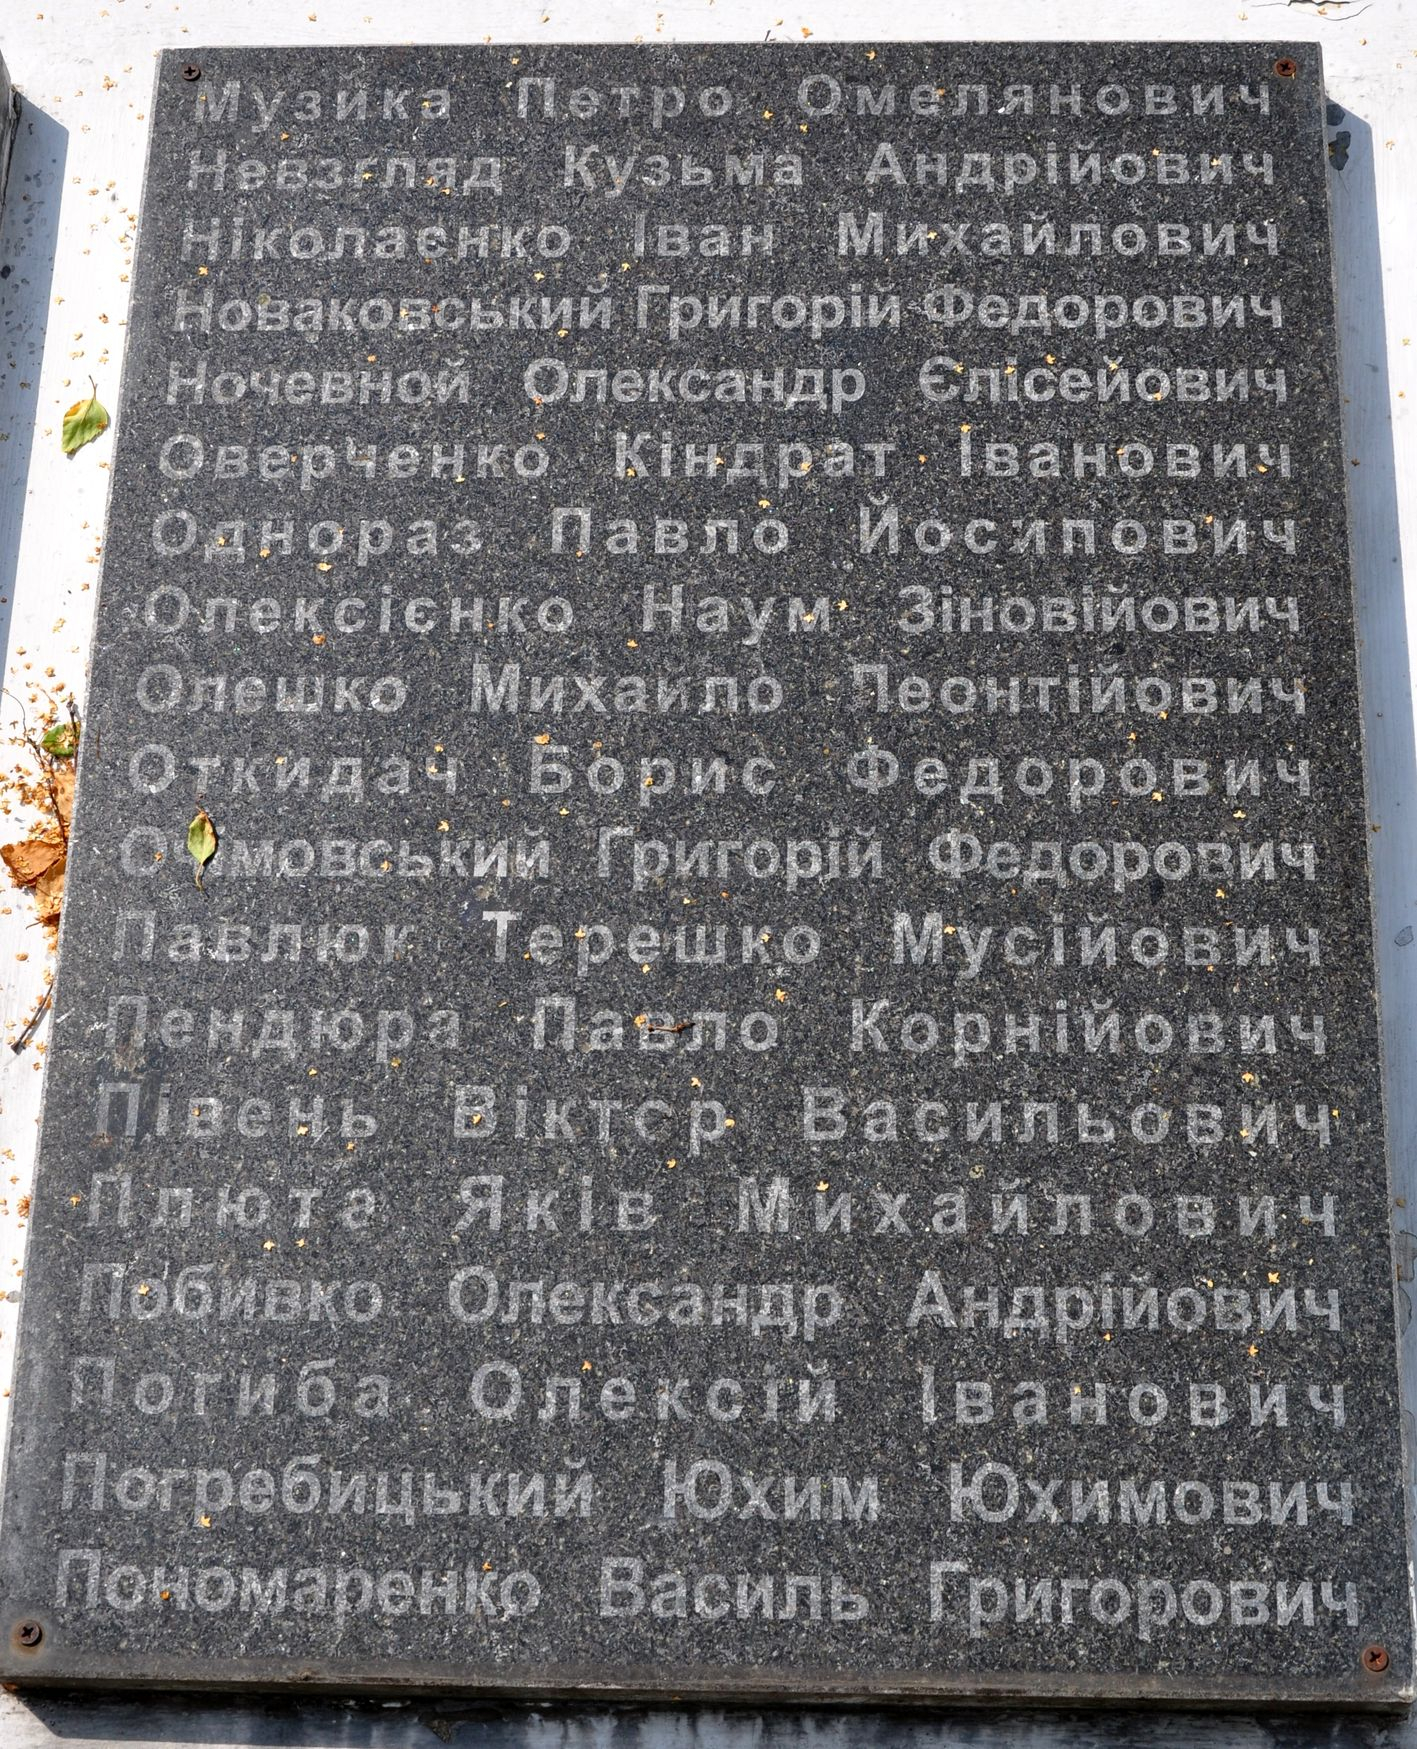 Музика Петро Омелянович
Невзгляд Кузьма Андрійович
Ніколаєнко Іван Михайлович
Новаковський Григорій Федорович
Ночевной Олександр Єлісейович
Оверченко Кіндрат Іванович
Однораз Павло Йосипович
Олексієнко Наум Зіновійович
Олешко Михайло Леонтійович
Откидач Борис Федорович
Очімовський Григорій Федорович
Павлюк Терешко Мусійович
Пендюра Павло Корнійович
Півень Віктор Васильович
Плюта Яків Михайлович
Побивко Олександр Андрійович
Погиба Олексій Іванович
Погребицький Юхим Юхимович
Пономаренко Василь Григорович